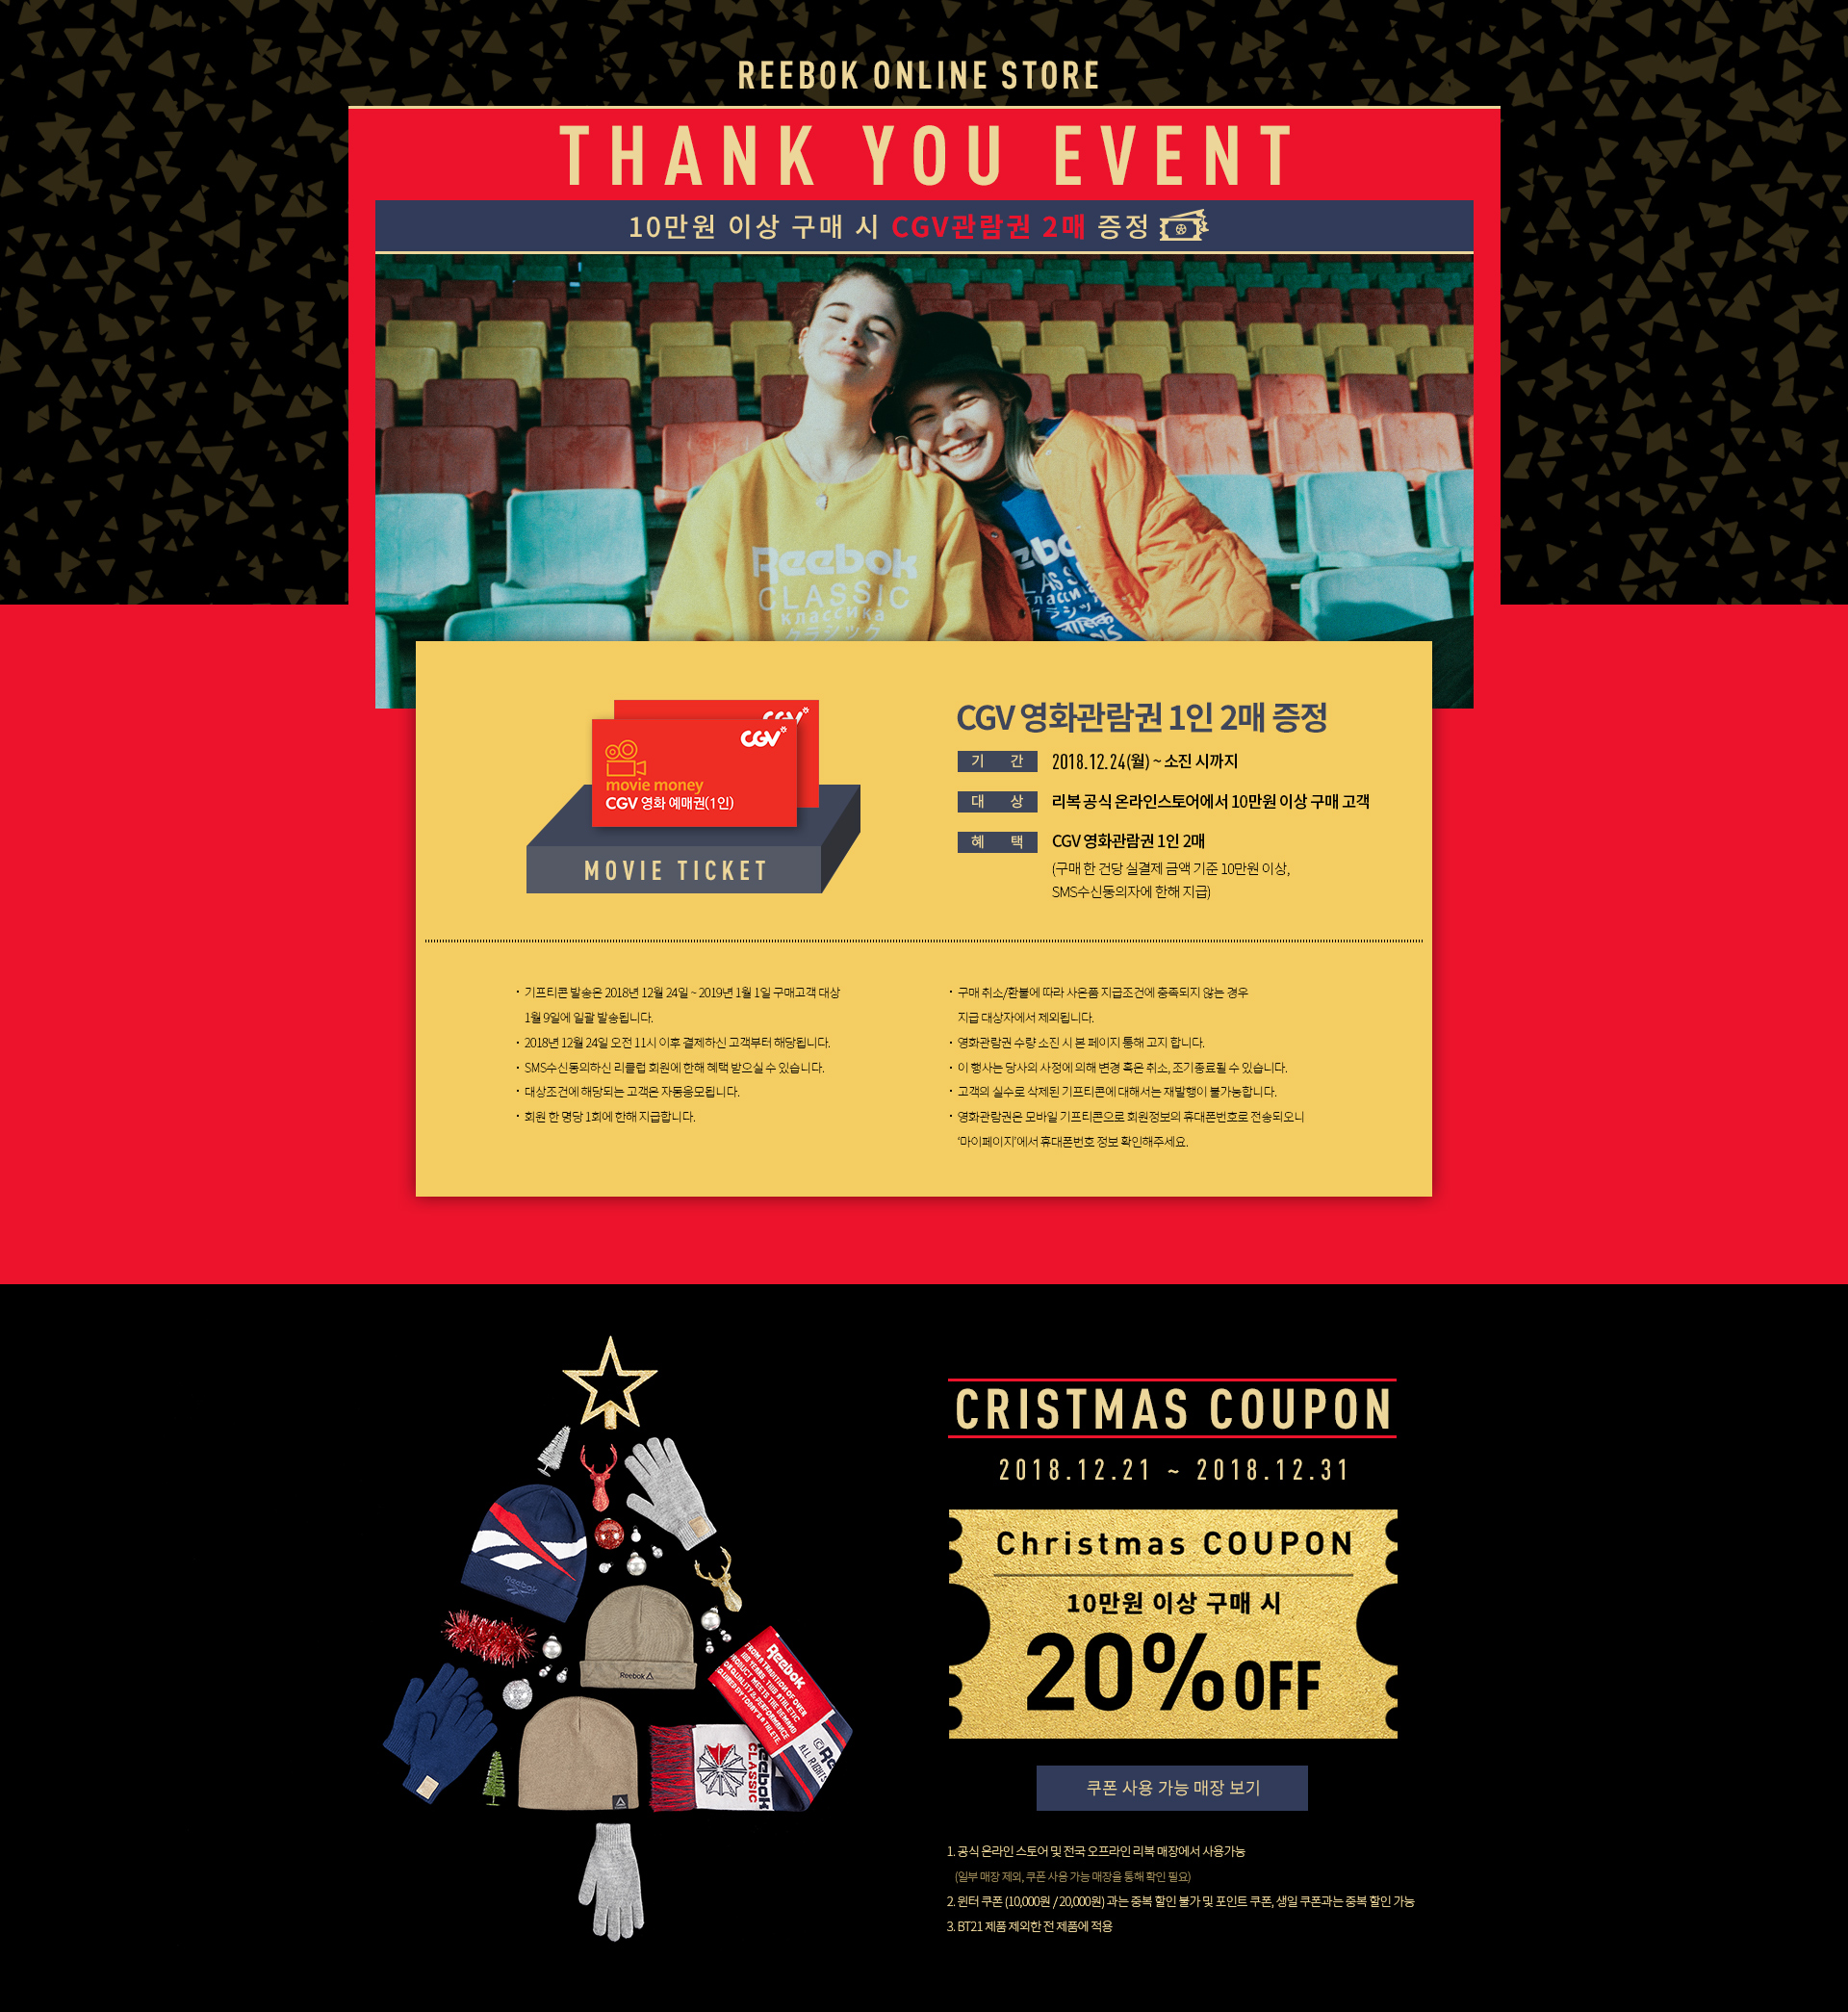 REEBOK ONLINE STORE
THANK YOU EVENT
10만원 이상 구매 시 CGV관람권 2매 증정
Reebok
CLASSIC
классика
クラシック
CGV
CGV
movie money
CGV 영화 예매권(1인)
MOVIE TICKET
CGV 영화관람권 1인 2매 증정
기 간 2018.12.24(월) ~ 소진 시까지
대 상 리복 공식 온라인스토어에서 10만원 이상 구매 고객
혜 택 CGV 영화관람권 1인 2매
(구매 한 건당 실결제 금액 기준 10만원 이상,
SMS수신동의자에 한해 지급)
· 기프티콘 발송은 2018년 12월 24일 ~ 2019년 1월 1일 구매고객 대상
1월 9일에 일괄 발송됩니다.
· 2018년 12월 24일 오전 11시 이후 결제하신 고객부터 해당됩니다.
· SMS수신동의하신 리클럽 회원에 한해 혜택 받으실 수 있습니다.
· 대상조건에 해당되는 고객은 자동응모됩니다.
· 회원 한 명당 1회에 한해 지급합니다.
· 구매 취소/환불에 따라 사은품 지급조건에 충족되지 않는 경우
지급 대상자에서 제외됩니다.
· 영화관람권 수량 소진 시 본 페이지 통해 고지 합니다.
· 이 행사는 당사의 사정에 의해 변경 혹은 취소, 조기종료될 수 있습니다.
· 고객의 실수로 삭제된 기프티콘에 대해서는 재발행이 불가능합니다.
· 영화관람권은 모바일 기프티콘으로 회원정보의 휴대폰번호로 전송되오니
‘마이페이지’에서 휴대폰번호 정보 확인해주세요.
CRISTMAS COUPON
2018.12.21 ~ 2018.12.31
Christmas COUPON
10만원 이상 구매 시
20% OFF
쿠폰 사용 가능 매장 보기
1. 공식 온라인 스토어 및 전국 오프라인 리복 매장에서 사용가능
(일부 매장 제외, 쿠폰 사용 가능 매장을 통해 확인 필요)
2. 윈터 쿠폰 (10,000원 / 20,000원) 과는 중복 할인 불가 및 포인트 쿠폰, 생일 쿠폰과는 중복 할인 가능
3. BT21 제품 제외한 전 제품에 적용
Reebok
Reebok
Reebok
FROM A TRADITION OF OVER
100 YEARS. THIS ATHLETIC
PRODUCT MEETS THE DEMAND
Reebok
CLASSIC
ALL RIGHTS